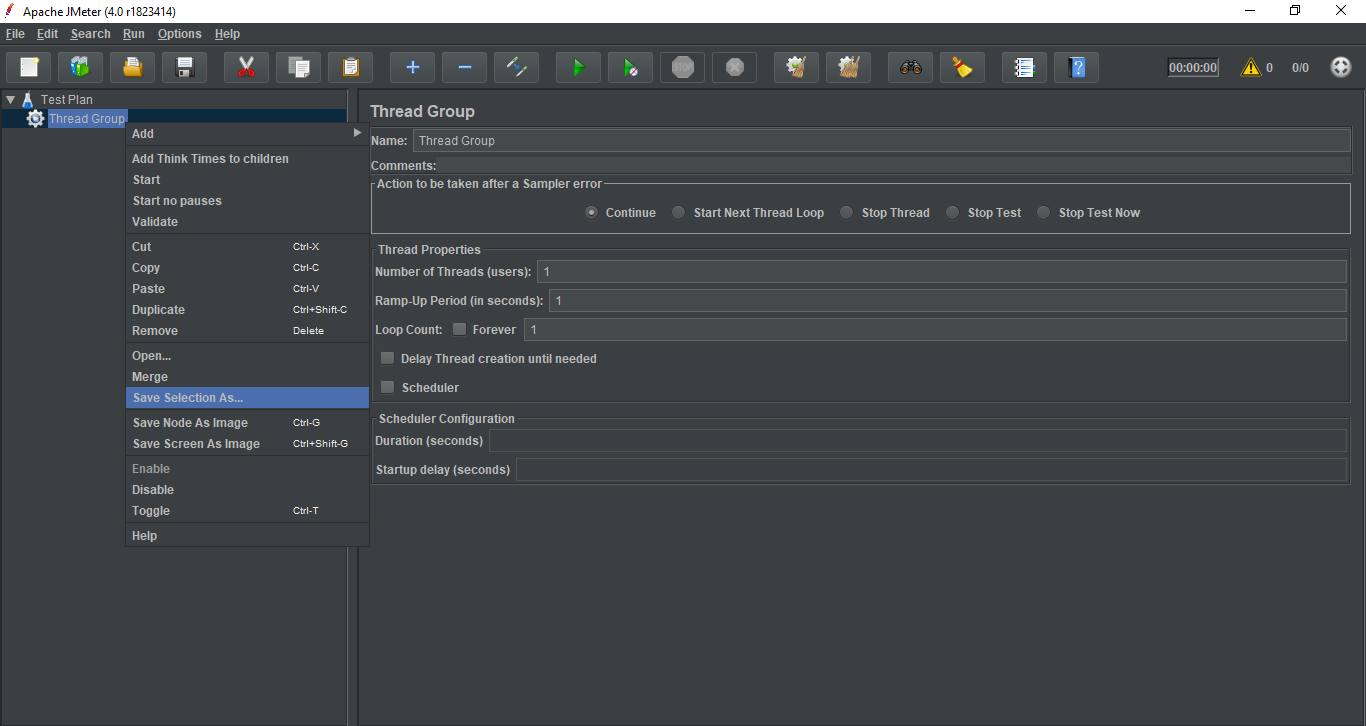 Apache JMeter (4.0 r1823414)
File Edit Search Run Options Help
STOP 00:00:00 0 0/0
Test Plan
Thread Group
Add
Add Think Times to children
Start
Start no pauses
Validate
Cut Ctrl-X
Copy Ctrl-C
Paste Ctrl-V
Duplicate Ctrl+Shift-C
Remove Delete
Open...
Merge
Save Selection As...
Save Node As Image Ctrl-G
Save Screen As Image Ctrl+Shift-G
Enable
Disable
Toggle Ctrl-T
Help
Thread Group
Name: Thread Group
Comments:
Action to be taken after a Sampler error
Continue Start Next Thread Loop Stop Thread Stop Test Stop Test Now
Thread Properties
Number of Threads (users): 1
Ramp-Up Period (in seconds): 1
Loop Count: Forever 1
Delay Thread creation until needed
Scheduler
Scheduler Configuration
Duration (seconds)
Startup delay (seconds)